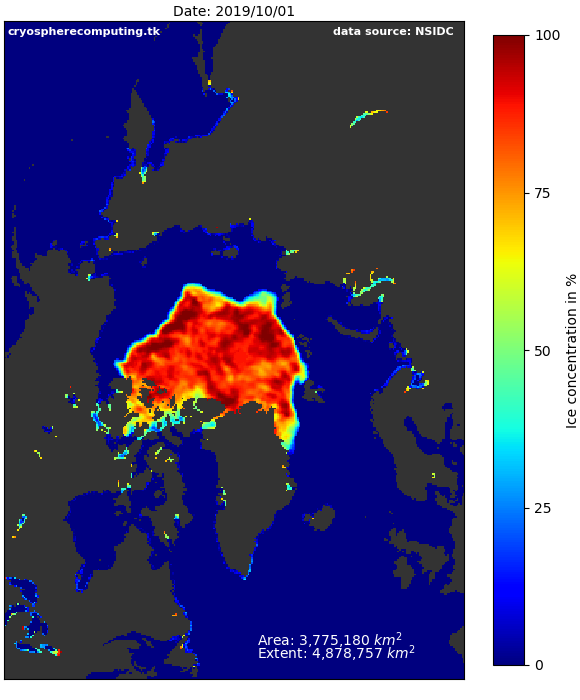 Date: 2019/10/01
cryospherecomputing.tk data source: NSIDC
100
75
50
25
0
Ice concentration in %
Area: 3,775,180 km²
Extent: 4,878,757 km²